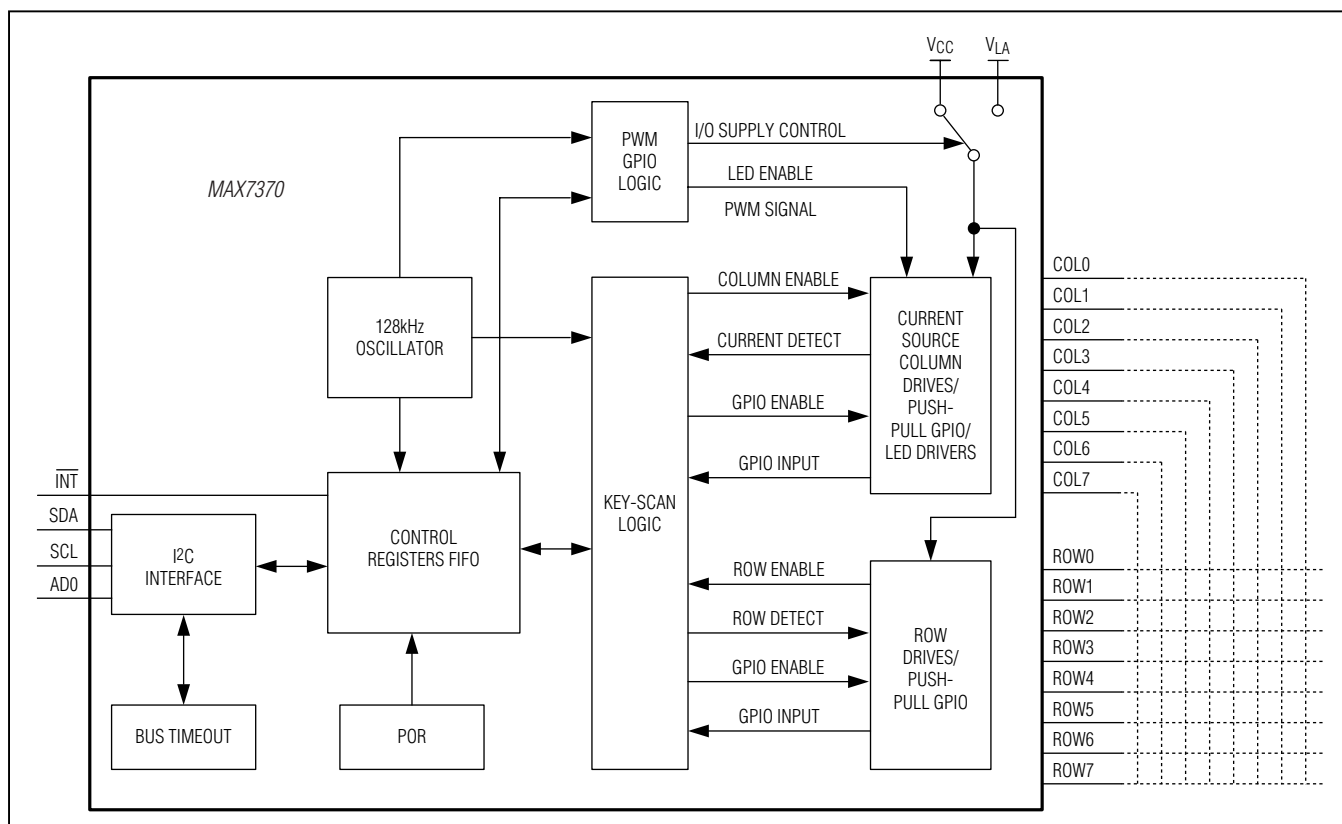 VCC
VLA
MAX7370
PWM
GPIO
LOGIC
I/O SUPPLY CONTROL
LED ENABLE
PWM SIGNAL
128kHz
OSCILLATOR
COLUMN ENABLE
CURRENT DETECT
GPIO ENABLE
GPIO INPUT
CURRENT
SOURCE
COLUMN
DRIVES/
PUSH-
PULL GPIO/
LED DRIVERS
COL0
COL1
COL2
COL3
COL4
COL5
COL6
COL7
INT
SDA
SCL
AD0
I2C
INTERFACE
CONTROL
REGISTERS FIFO
KEY-SCAN
LOGIC
ROW ENABLE
ROW DETECT
GPIO ENABLE
GPIO INPUT
ROW
DRIVES/
PUSH-
PULL GPIO
ROW0
ROW1
ROW2
ROW3
ROW4
ROW5
ROW6
ROW7
BUS TIMEOUT
POR